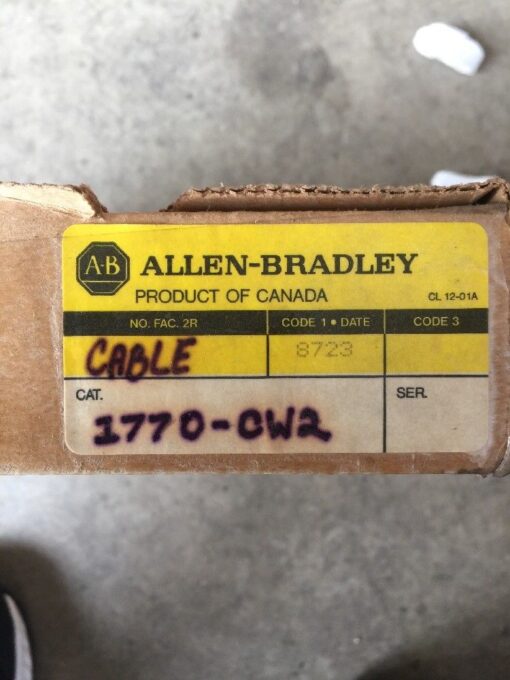 A·B ALLEN-BRADLEY
PRODUCT OF CANADA CL 12-01A
NO. FAC. 2R CODE 1 • DATE CODE 3
CABLE 8723
CAT. SER.
1770-CW2